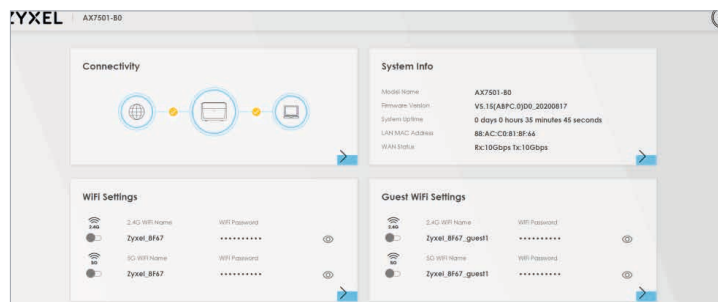 ZYXEL AX7501-B0
Connectivity
System Info
Model Name AX7501-B0
Firmware Version V5.15(ABPC.0)D0_20200817
System Uptime 0 days 0 hours 35 minutes 45 seconds
LAN MAC Address 88:AC:C0:81:BF:66
WAN Status Rx:10Gbps Tx:10Gbps
WiFi Settings
2.4G WiFi Name WiFi Password
2.4G
Zyxel_BF67 ••••••••••
5G WiFi Name WiFi Password
5G
Zyxel_BF67 ••••••••••
Guest WiFi Settings
2.4G WiFi Name WiFi Password
2.4G
Zyxel_BF67_guest1 ••••••••••
5G WiFi Name WiFi Password
5G
Zyxel_BF67_guest1 ••••••••••